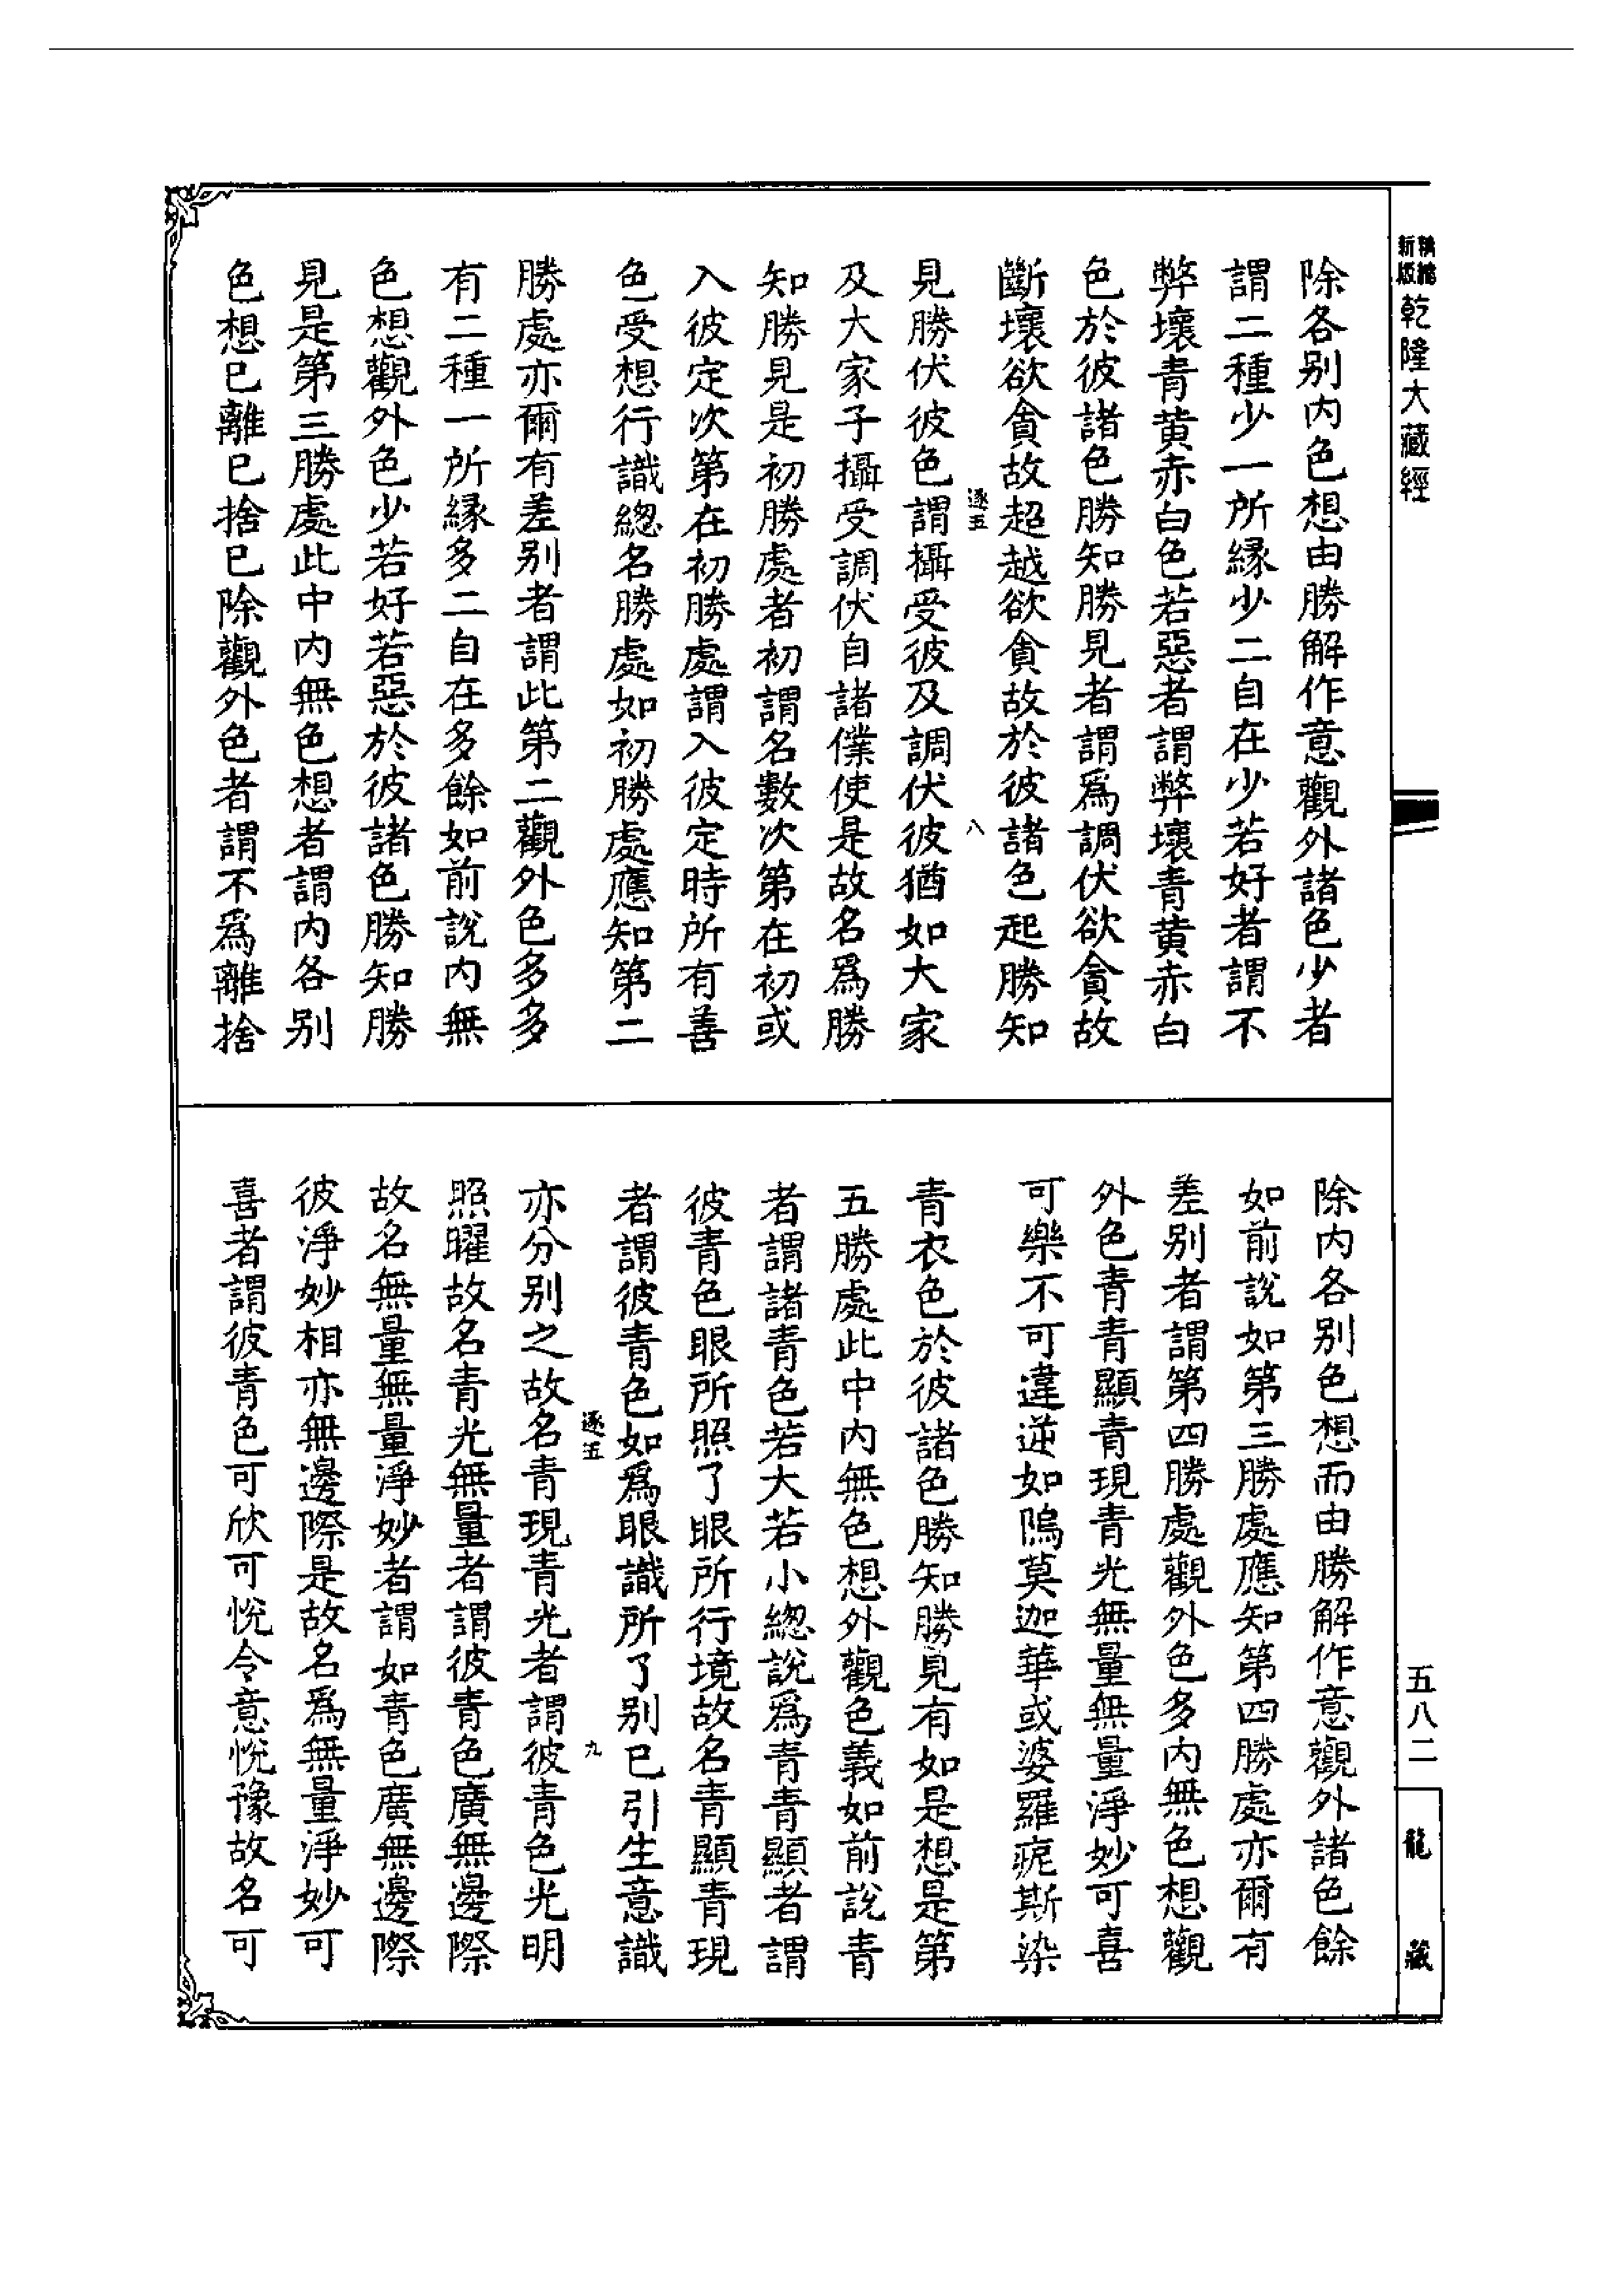 精編
新版
乾隆大藏經
除各别内色想由勝解作意觀外諸色少者
謂二種少一所緣少二自在少若好者謂不
弊壞青黄赤白色若惡者謂弊壞青黄赤白
色於彼諸色勝知勝見者謂爲調伏欲貪故
斷壞欲貪故超越欲貪故於彼諸色起勝知
逐五
八
見勝伏彼色謂攝受彼及調伏彼猶如大家
及大家子攝受調伏自諸僕使是故名爲勝
知勝見是初勝處者初謂名數次第在初或
入彼定次第在初勝處謂入彼定時所有善
色受想行識總名勝處如初勝處應知第二
勝處亦爾有差别者謂此第二觀外色多多
有二種一所緣多二自在多餘如前說内無
色想觀外色少若好若惡於彼諸色勝知勝
見是第三勝處此中内無色想者謂内各别
色想已離已捨已除觀外色者謂不爲離捨
除内各别色想而由勝解作意觀外諸色餘
如前說如第三勝處應知第四勝處亦爾有
差别者謂第四勝處觀外色多内無色想觀
外色青青顯青現青光無量無量淨妙可喜
可樂不可違逆如隖莫迦華或婆羅痆斯染
青衣色於彼諸色勝知勝見有如是想是第
五勝處此中内無色想外觀色義如前說青
者謂諸青色若大若小總說爲青青顯者謂
彼青色眼所照了眼所行境故名青顯青現
者謂彼青色如爲眼識所了别已引生意識
逐五
九
亦分别之故名青現青光者謂彼青色光明
照曜故名青光無量者謂彼青色廣無邊際
故名無量無量淨妙者謂如青色廣無邊際
彼淨妙相亦無邊際是故名爲無量淨妙可
喜者謂彼青色可欣可悅令意悅豫故名可
五八二
龍藏